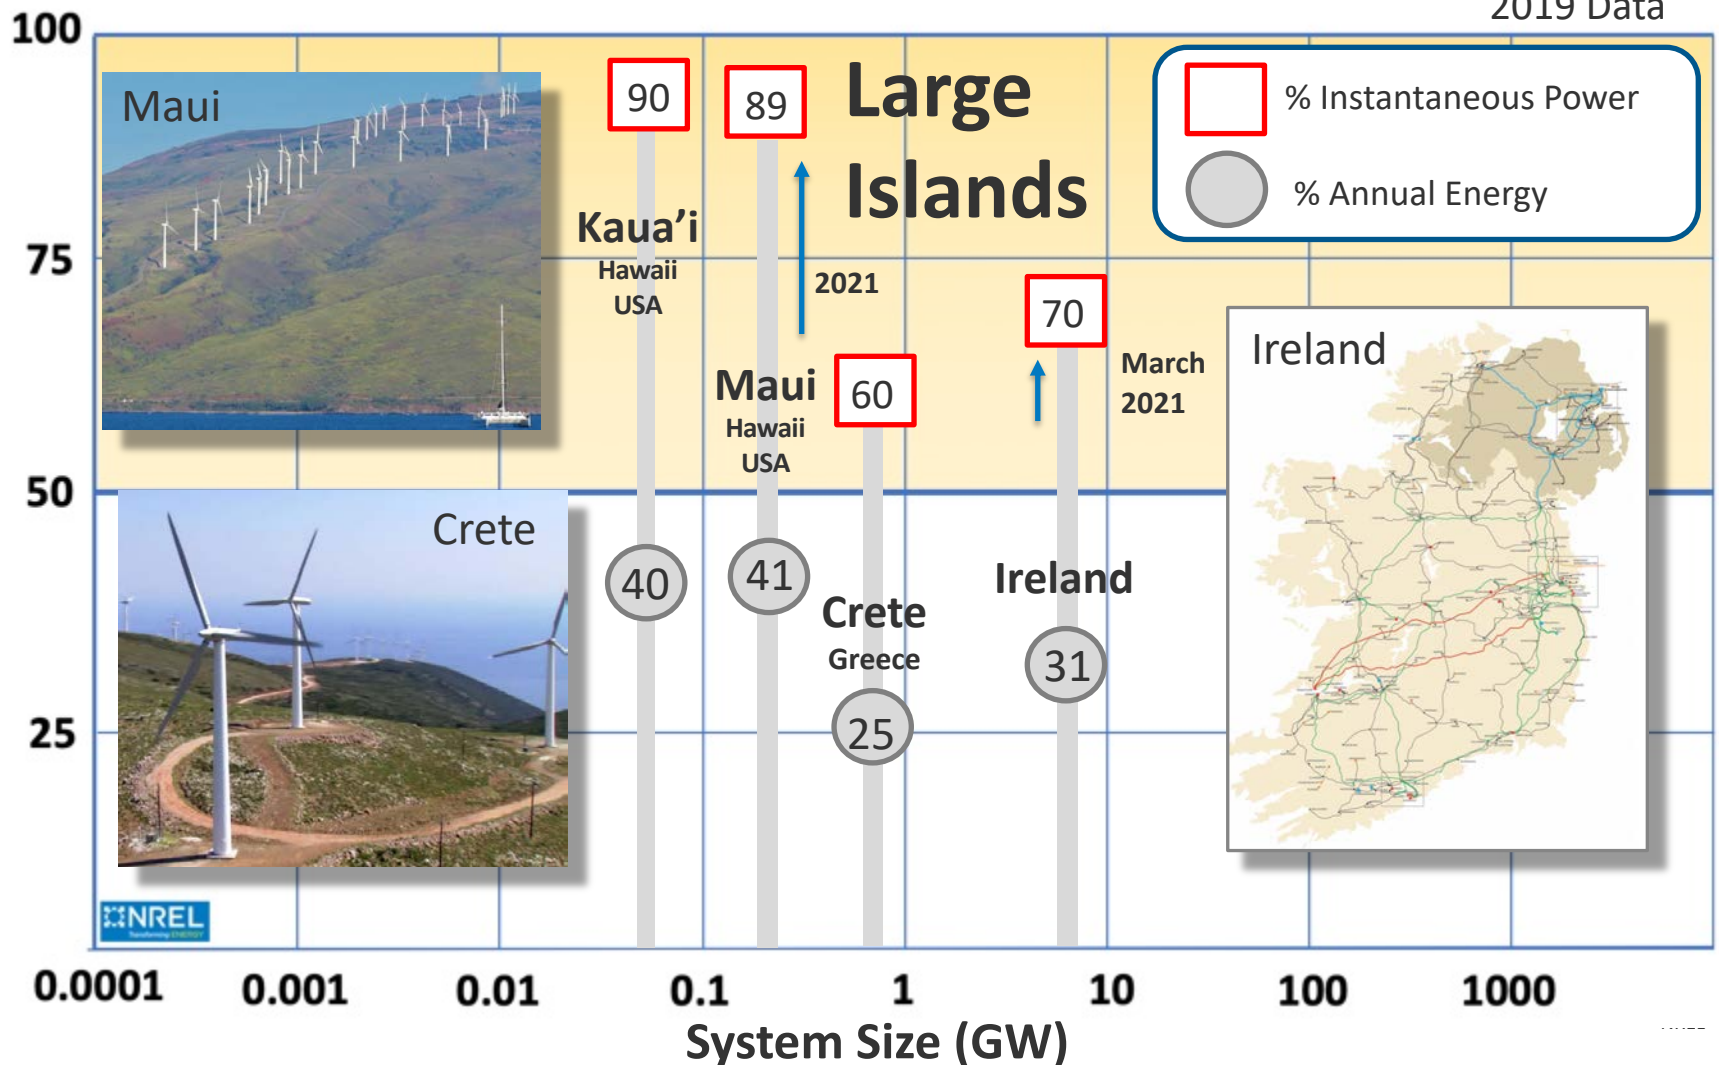 2019 Data
100
75
50
25
Maui
90
89
Large
Islands
% Instantaneous Power
% Annual Energy
Kaua’i
Hawaii
USA
2021
70
March
2021
Ireland
Maui
Hawaii
USA
60
Crete
40
41
Crete
Greece
25
Ireland
31
NREL
Transforming ENERGY
0.0001
0.001
0.01
0.1
1
10
100
1000
System Size (GW)